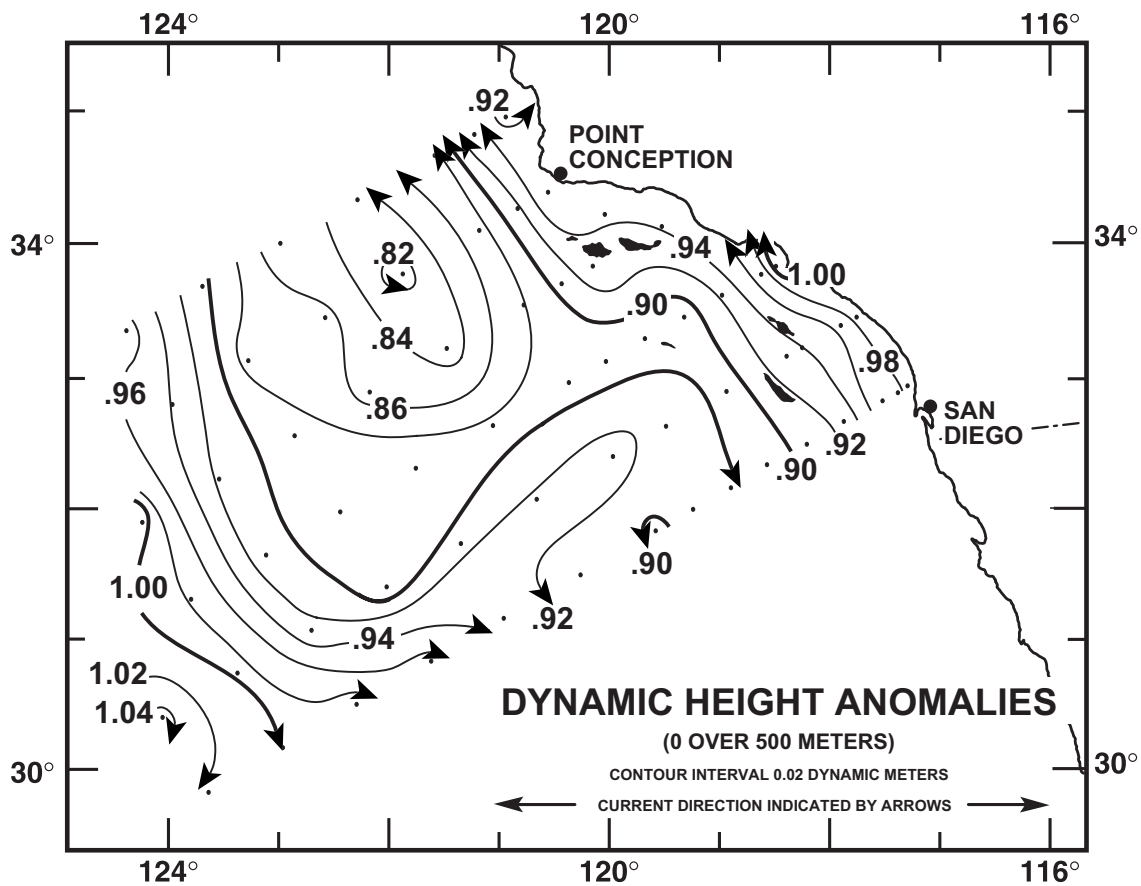 124° 120° 116°
.92
POINT
CONCEPTION
34° 34°
.82
.94
1.00
.90
.84
.98
.96
.86
SAN
DIEGO
.92
.90
.90
1.00
.92
.94
1.02
1.04
DYNAMIC HEIGHT ANOMALIES
(0 OVER 500 METERS)
30° 30°
CONTOUR INTERVAL 0.02 DYNAMIC METERS
CURRENT DIRECTION INDICATED BY ARROWS
124° 120° 116°